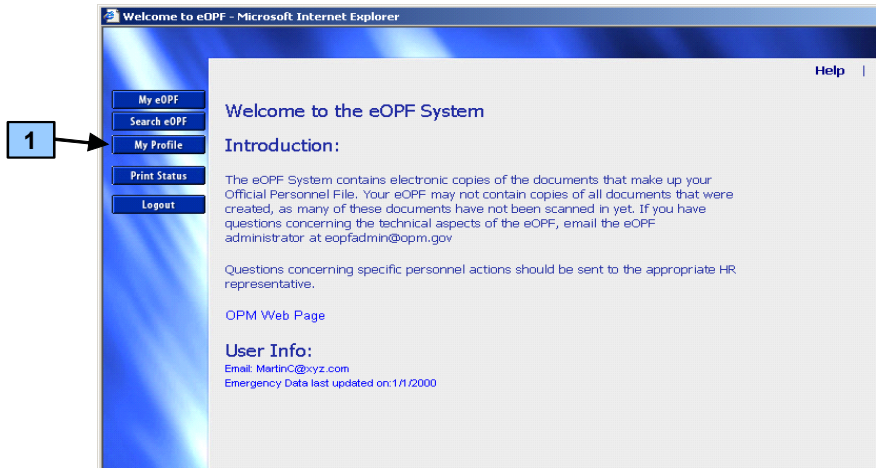 Welcome to eOPF - Microsoft Internet Explorer
Help |
My eOPF
Search eOPF
1
My Profile
Print Status
Logout
Welcome to the eOPF System
Introduction:
The eOPF System contains electronic copies of the documents that make up your
Official Personnel File. Your eOPF may not contain copies of all documents that were
created, as many of these documents have not been scanned in yet. If you have
questions concerning the technical aspects of the eOPF, email the eOPF
administrator at eopfadmin@opm.gov
Questions concerning specific personnel actions should be sent to the appropriate HR
representative.
OPM Web Page
User Info:
Email: MartinC@xyz.com
Emergency Data last updated on:1/1/2000